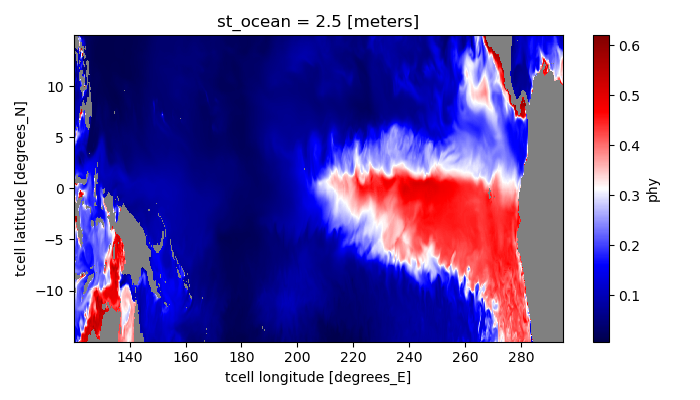 st_ocean = 2.5 [meters]
10
5
0
−5
−10
tcell latitude [degrees_N]
140 160 180 200 220 240 260 280
tcell longitude [degrees_E]
0.6
0.5
0.4
0.3
0.2
0.1
phy